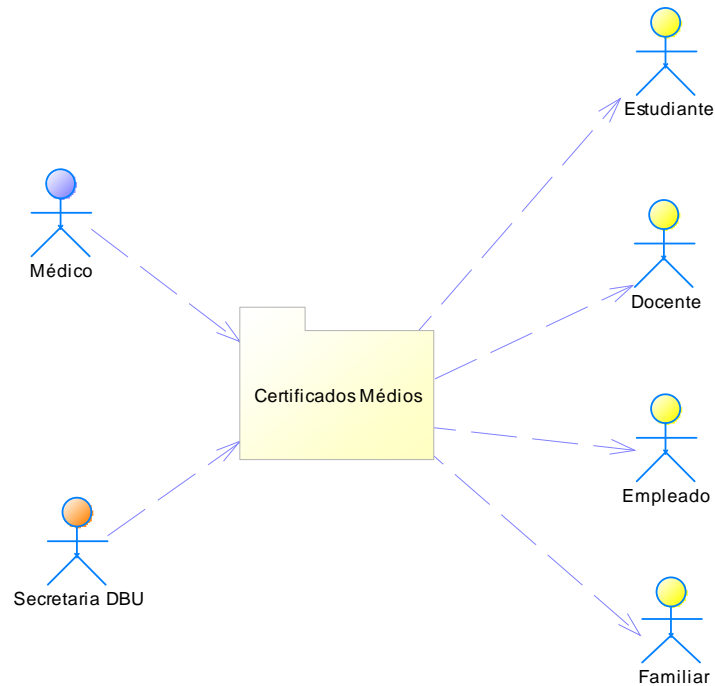 Estudiante
Médico
Docente
Certificados Médios
Empleado
Secretaria DBU
Familiar